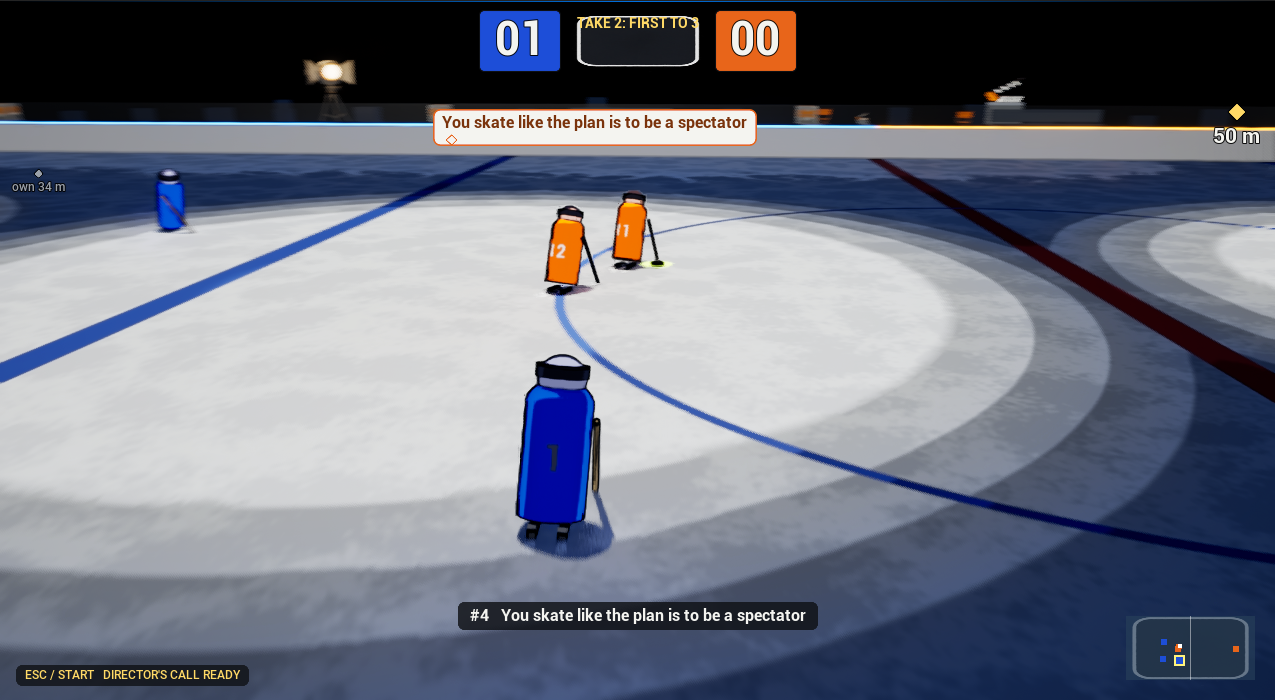 01
TAKE 2: FIRST TO 3
00
You skate like the plan is to be a spectator
50 m
own 34 m
12
11
1
#4 You skate like the plan is to be a spectator
ESC / START DIRECTOR'S CALL READY